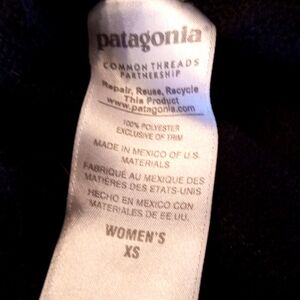 patagonia
COMMON THREADS
PARTNERSHIP
Repair, Reuse, Recycle
This Product
www.patagonia.com
100% POLYESTER
EXCLUSIVE OF TRIM
MADE IN MEXICO OF U.S.
MATERIALS
FABRIQUÉ AU MEXIQUE DES
MATIÈRES DES ETATS-UNIS
HECHO EN MEXICO CON
MATERIALES DE EE.UU.
WOMEN'S
XS